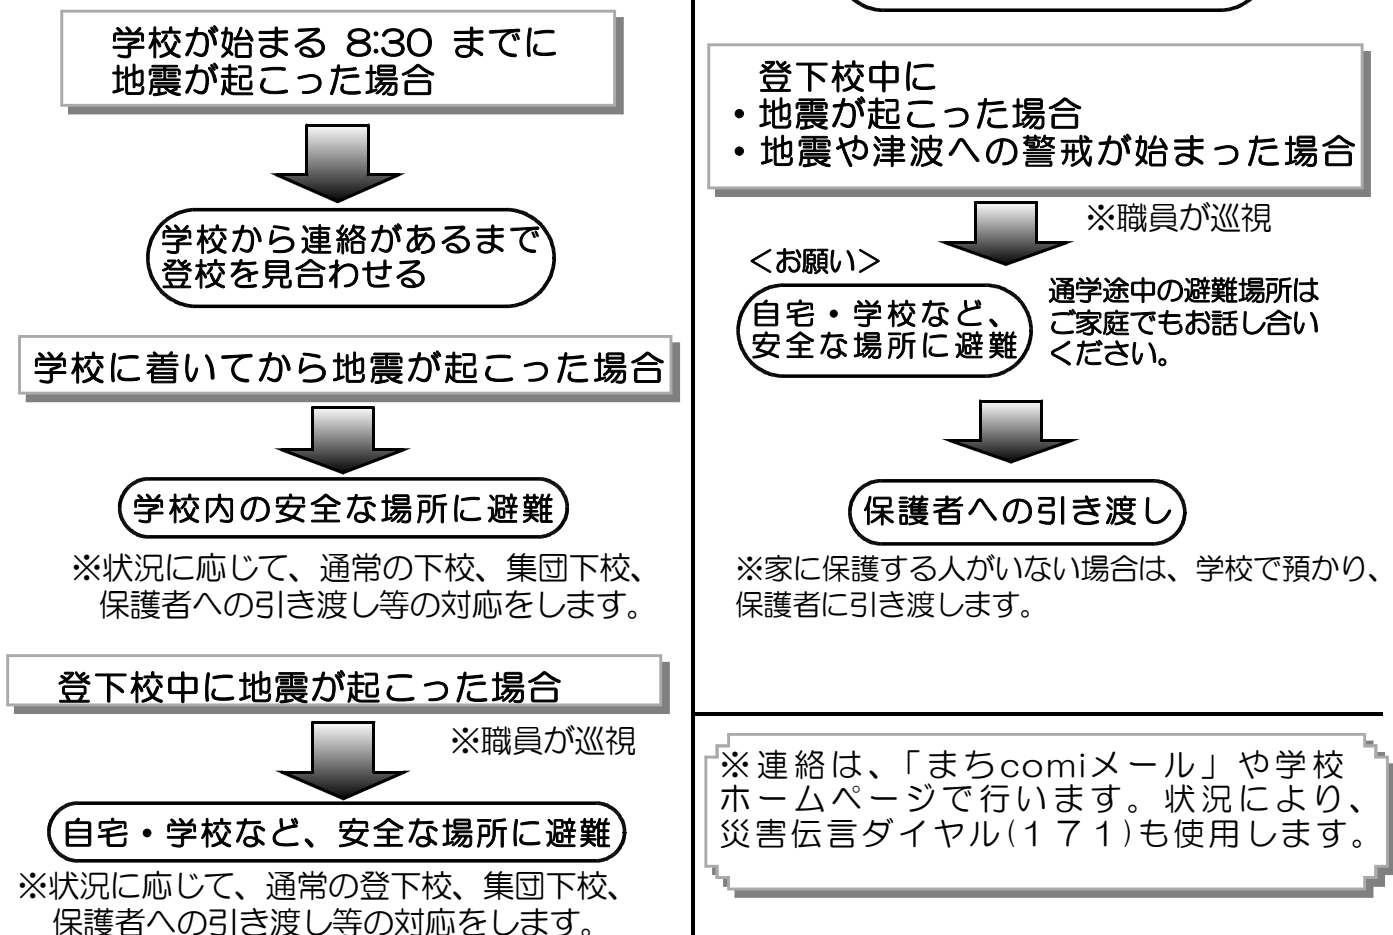 学校が始まる 8:30 までに
地震が起こった場合
学校から連絡があるまで
登校を見合わせる
学校に着いてから地震が起こった場合
学校内の安全な場所に避難
※状況に応じて、通常の下校、集団下校、
保護者への引き渡し等の対応をします。
登下校中に地震が起こった場合
※職員が巡視
自宅・学校など、安全な場所に避難
※状況に応じて、通常の登下校、集団下校、
保護者への引き渡し等の対応をします。
登下校中に
・地震が起こった場合
・地震や津波への警戒が始まった場合
※職員が巡視
<お願い>
自宅・学校など、
安全な場所に避難
通学途中の避難場所は
ご家庭でもお話し合い
ください。
保護者への引き渡し
※家に保護する人がいない場合は、学校で預かり、
保護者に引き渡します。
※連絡は、「まちcomiメール」や学校
ホームページで行います。状況により、
災害伝言ダイヤル(171)も使用します。